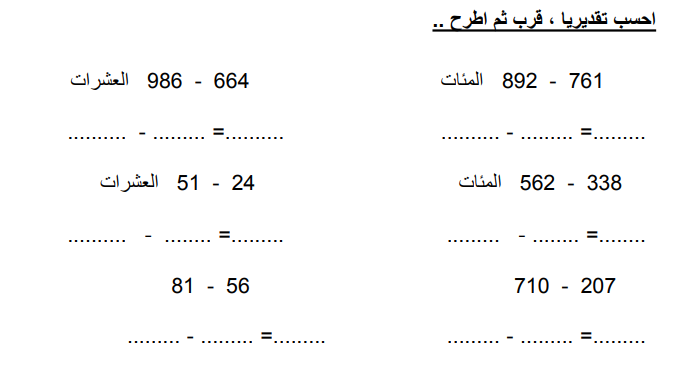 احسب تقديريا ، قرب ثم اطرح ..
892 - 761 المئات
986 - 664 العشرات
.......... - ......... =.........
.......... - ......... =..........
562 - 338 المئات
51 - 24 العشرات
......... - ........ =........
.......... - ........ =.........
710 - 207
81 - 56
......... - ......... =.........
......... - ......... =.........